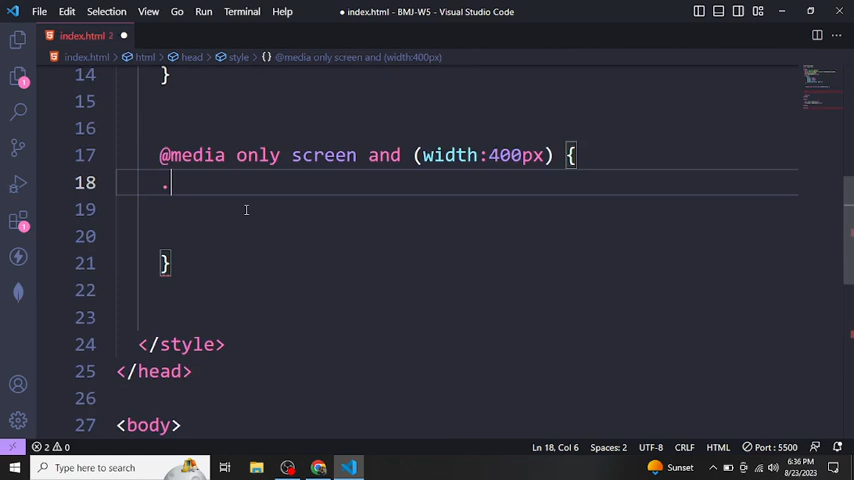 File Edit Selection View Go Run Terminal Help ● index.html - BMJ-W5 - Visual Studio Code
index.html 2 ●
index.html > html > head > style > {} @media only screen and (width:400px)
14 }
15
16
17 @media only screen and (width:400px) {
18 .
19
20
21 }
22
23
24 </style>
25 </head>
26
27 <body>
1
1
2 0 Ln 18, Col 6 Spaces: 2 UTF-8 CRLF HTML Port : 5500
Type here to search Sunset 6:36 PM
8/23/2023